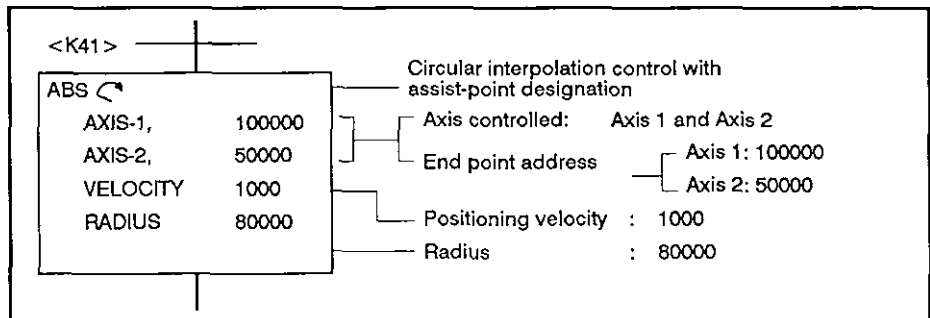 <K41>
ABS
AXIS-1, 100000
AXIS-2, 50000
VELOCITY 1000
RADIUS 80000
Circular interpolation control with
assist-point designation
Axis controlled: Axis 1 and Axis 2
End point address
Axis 1: 100000
Axis 2: 50000
Positioning velocity : 1000
Radius : 80000